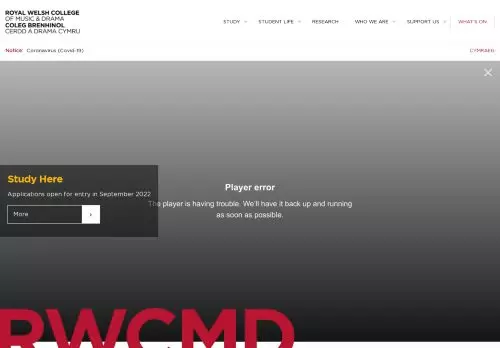 ROYAL WELSH COLLEGE
OF MUSIC & DRAMA
COLEG BRENHINOL
CERDD A DRAMA CYMRU
STUDY STUDENT LIFE RESEARCH WHO WE ARE SUPPORT US WHAT'S ON
Notice: Coronavirus (Covid-19) CYMRAEG
Study Here
Applications open for entry in September 2022
More
Player error
The player is having trouble. We'll have it back up and running
as soon as possible.
RWCMD